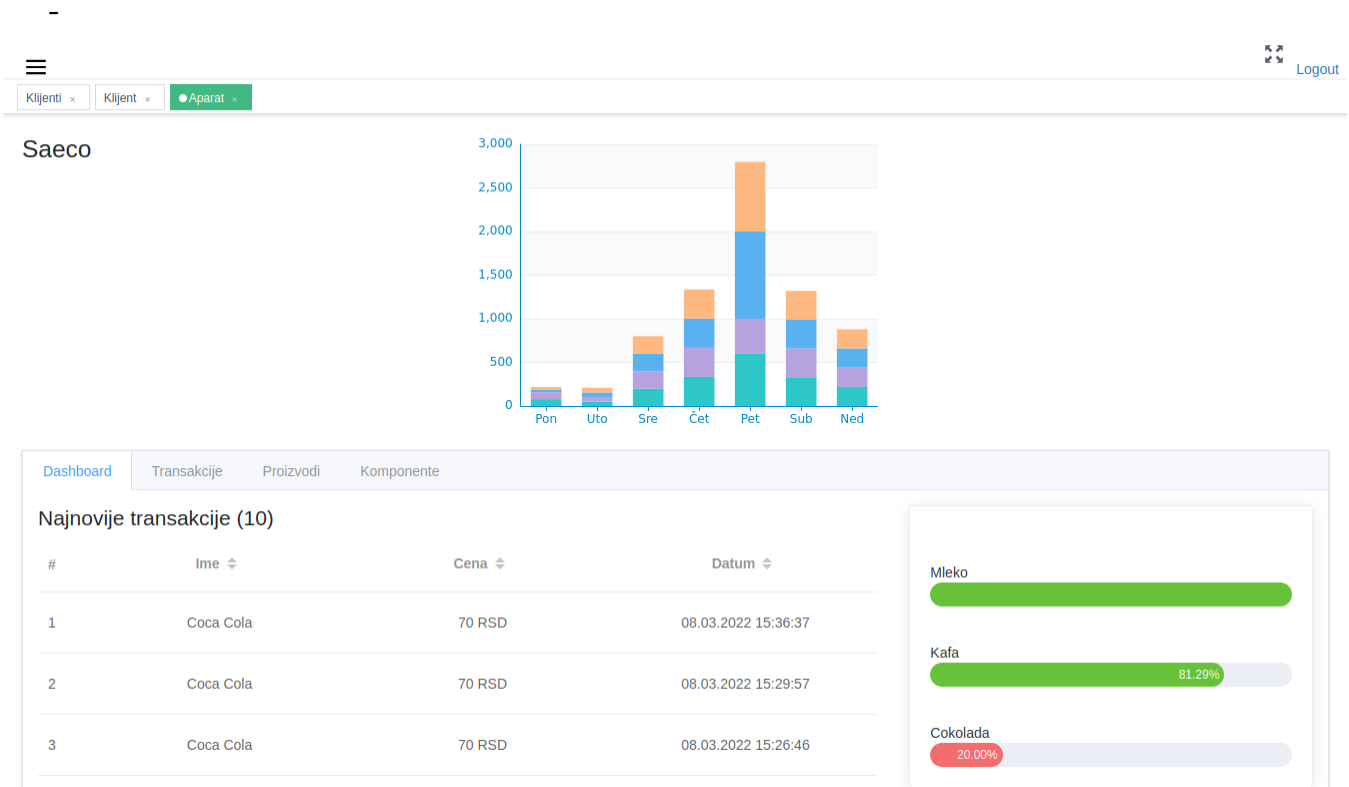 Logout
Klijenti ×
Klijent ×
Aparat ×
Saeco
3,000
2,500
2,000
1,500
1,000
500
0
Pon Uto Sre Čet Pet Sub Ned
Dashboard Transakcije Proizvodi Komponente
Najnovije transakcije (10)
# Ime Cena Datum
1 Coca Cola 70 RSD 08.03.2022 15:36:37
2 Coca Cola 70 RSD 08.03.2022 15:29:57
3 Coca Cola 70 RSD 08.03.2022 15:26:46
Mleko
Kafa
81.29%
Cokolada
20.00%